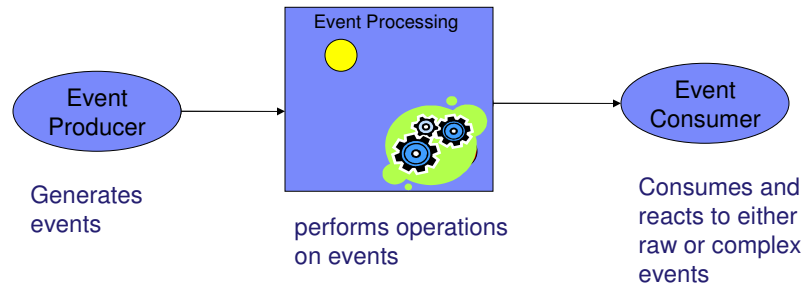 Event Processing
Event
Producer
Event
Consumer
Generates
events
performs operations
on events
Consumes and
reacts to either
raw or complex
events